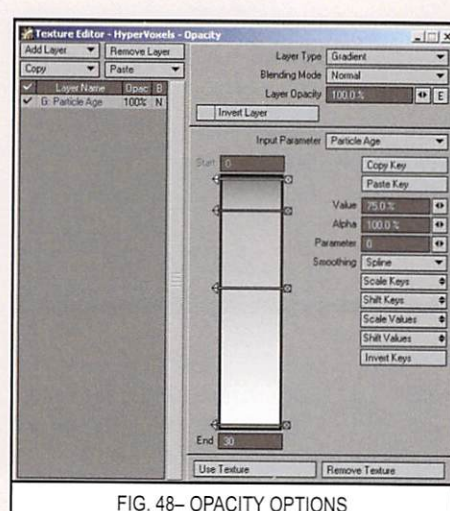 Texture Editor - HyperVoxels - Opacity
Add Layer
Remove Layer
Copy
Paste
Layer Name Opac B
G: Particle Age 100% N
Layer Type Gradient
Blending Mode Normal
Layer Opacity 100.0 % E
Invert Layer
Input Parameter Particle Age
Start 0
Copy Key
Paste Key
Value 75.0 %
Alpha 100.0 %
Parameter 0
Smoothing Spline
Scale Keys
Shift Keys
Scale Values
Shift Values
Invert Keys
End 30
Use Texture
Remove Texture
FIG. 48– OPACITY OPTIONS